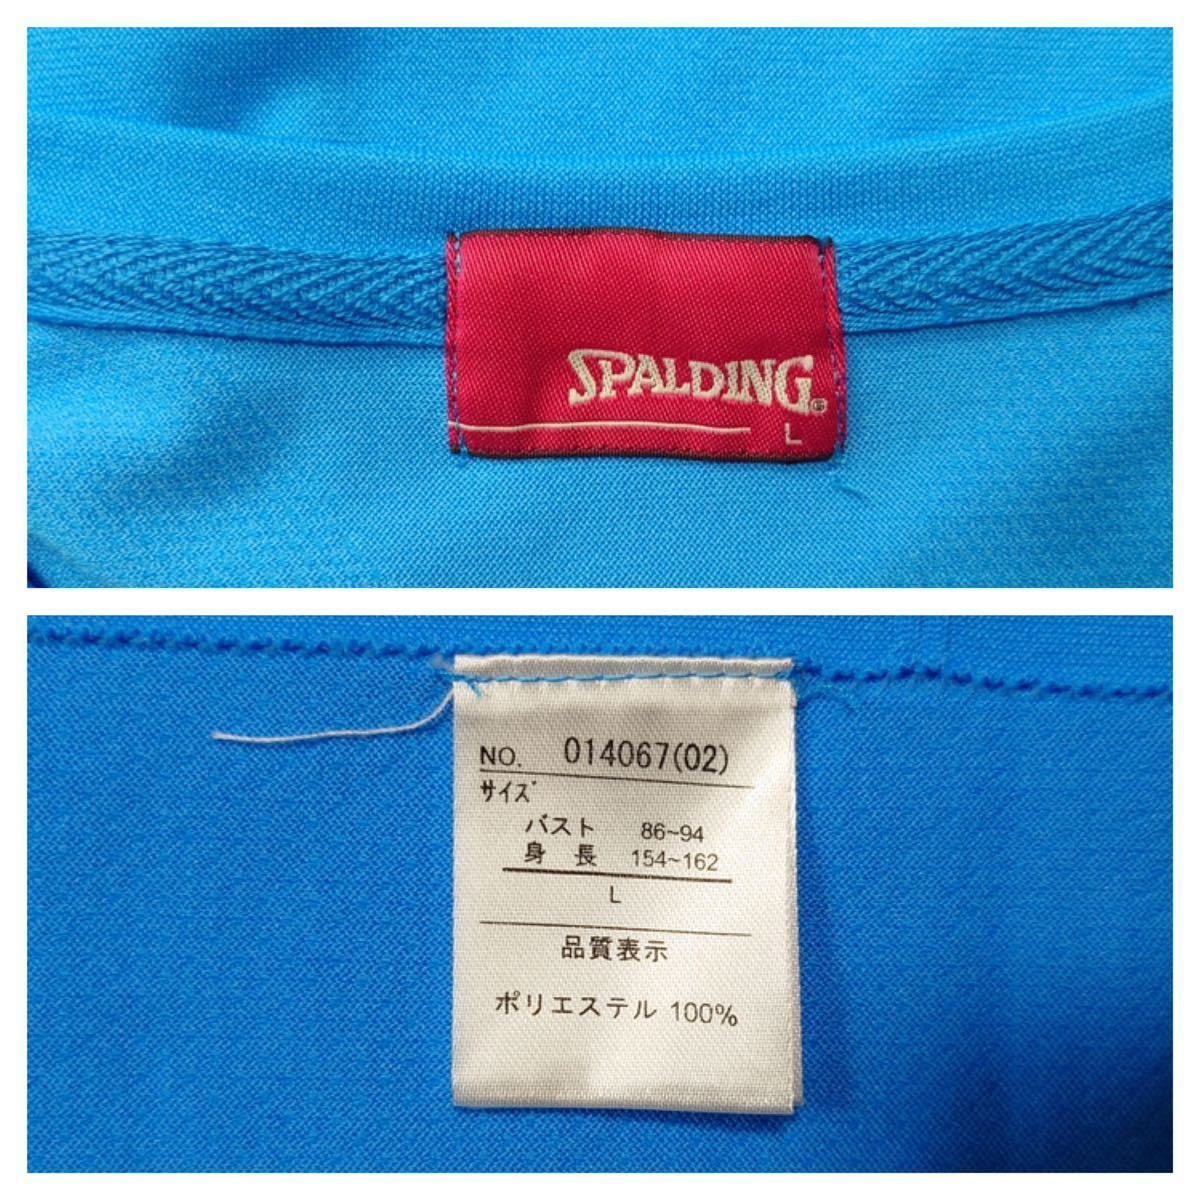 SPALDING®
L
NO. 014067(02)
サイズ
バスト 86~94
身 長 154~162
L
品質表示
ポリエステル 100%